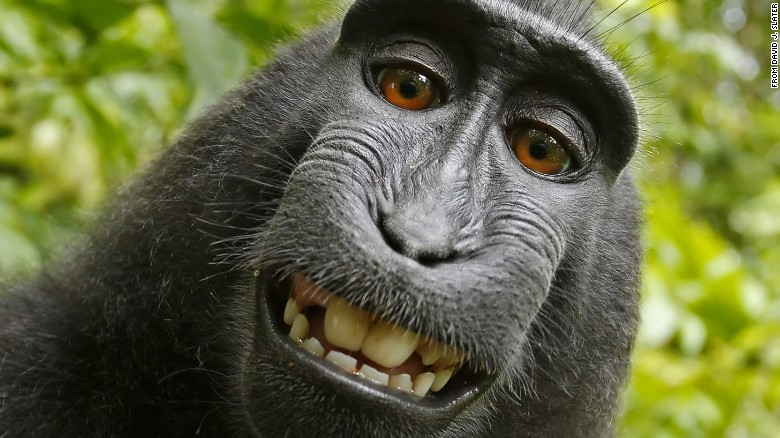 FROM DAVID J. SLATER